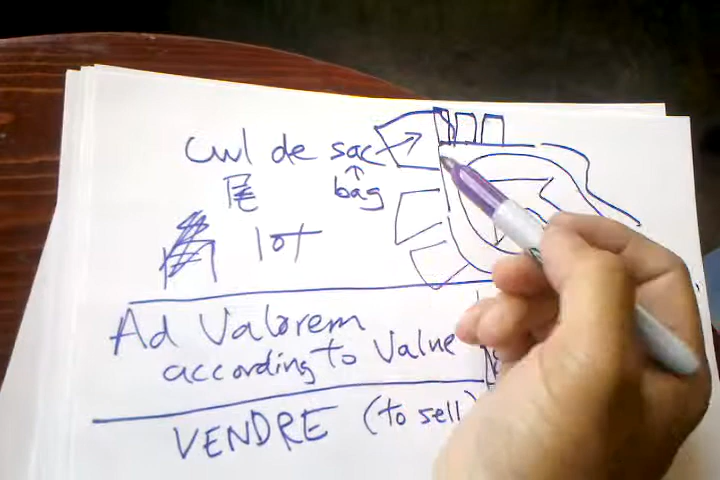 cul de sac
bag
尾
lot
Ad Valorem
according to Value
VENDRE (to sell)